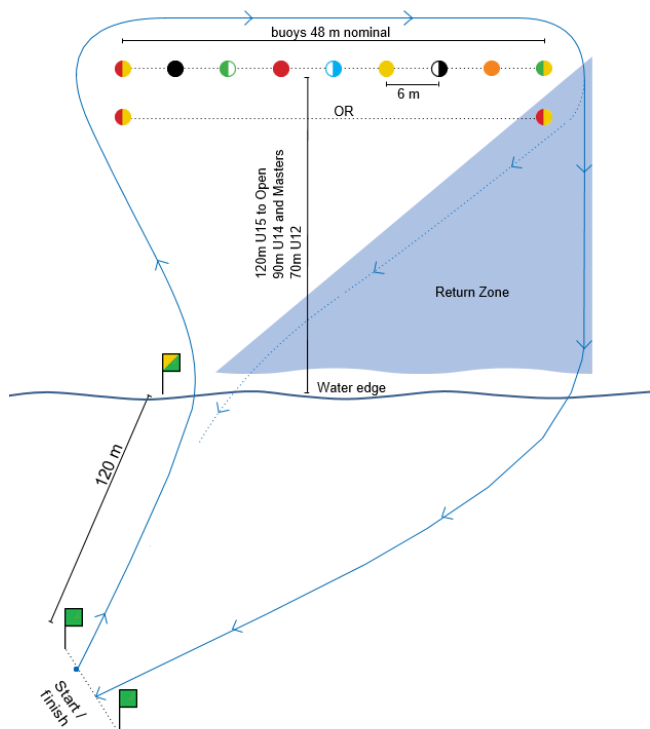 buoys 48 m nominal
6 m
OR
120m U15 to Open
90m U14 and Masters
70m U12
Return Zone
Water edge
120 m
Start /
finish